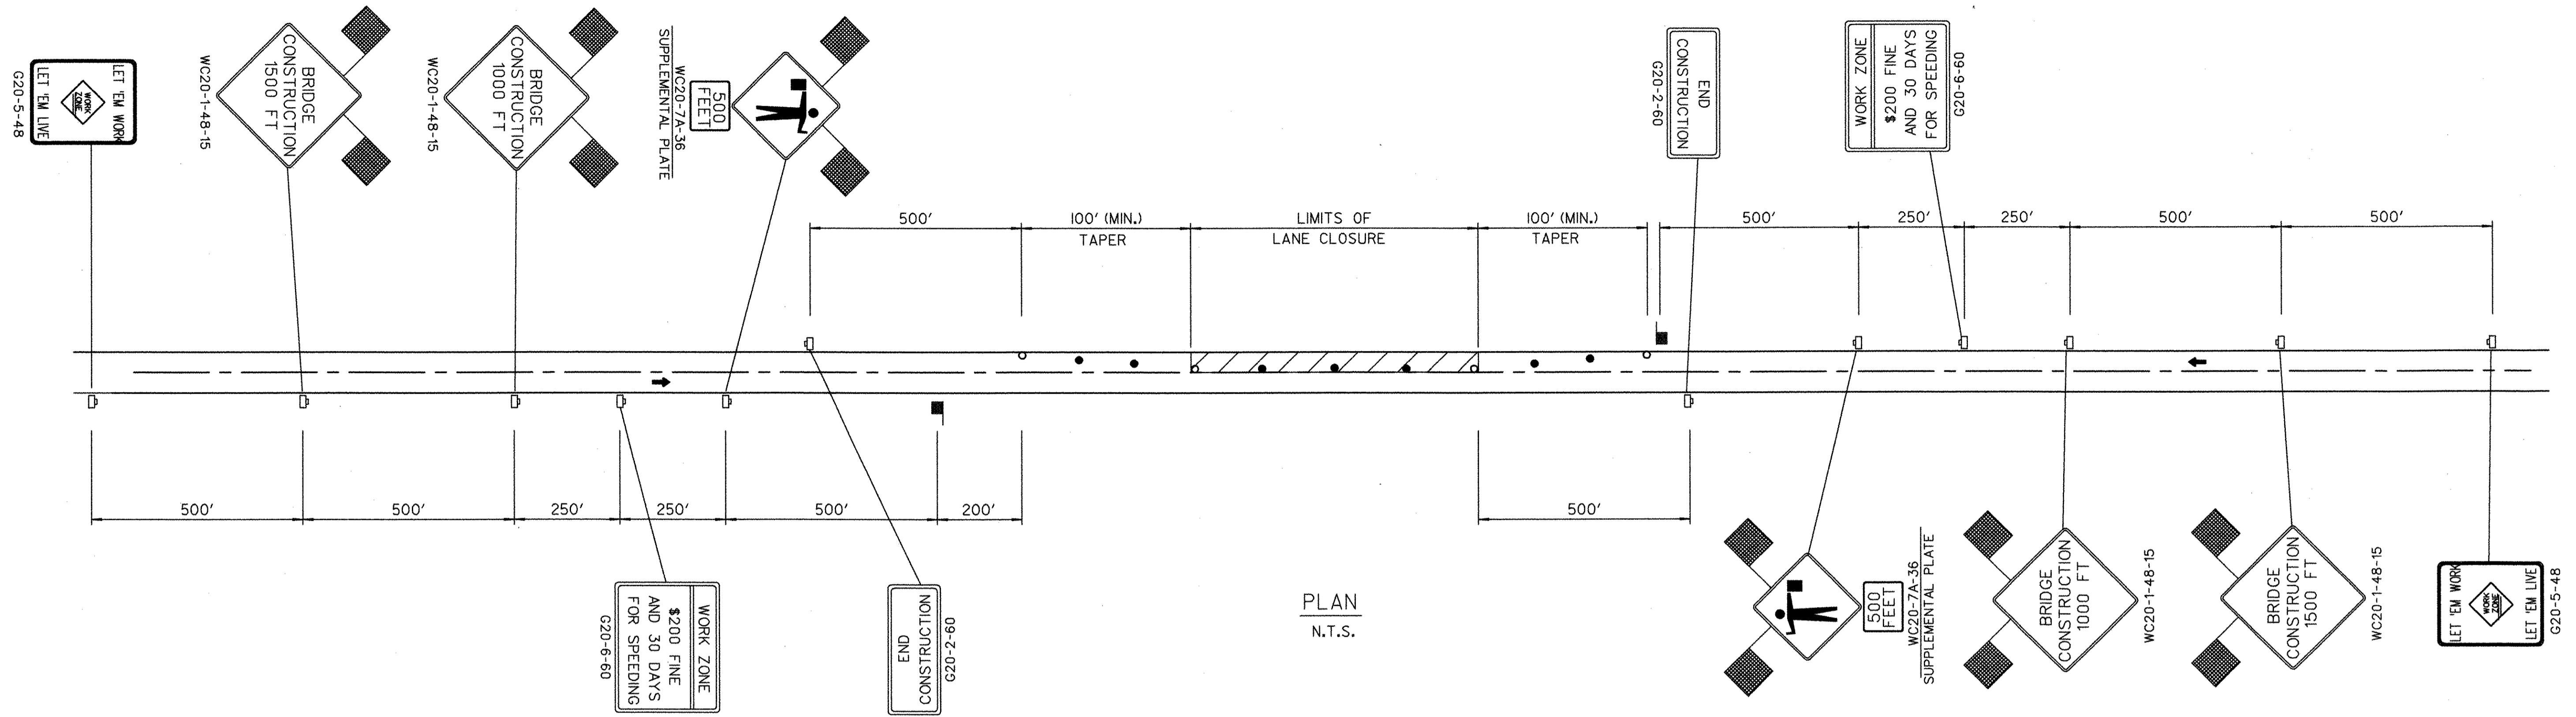 LET 'EM WORK
WORK
ZONE
LET 'EM LIVE
G20-5-48
BRIDGE
CONSTRUCTION
1500 FT
WC20-1-48-15
BRIDGE
CONSTRUCTION
1000 FT
WC20-1-48-15
500
FEET
WC20-7A-36
SUPPLEMENTAL PLATE
END
CONSTRUCTION
G20-2-60
WORK ZONE
$200 FINE
AND 30 DAYS
FOR SPEEDING
G20-6-60
500'
100' (MIN.)
TAPER
LIMITS OF
LANE CLOSURE
100' (MIN.)
TAPER
500'
250'
250'
500'
500'
500'
500'
250'
250'
500'
200'
500'
WORK ZONE
$200 FINE
AND 30 DAYS
FOR SPEEDING
G20-6-60
END
CONSTRUCTION
G20-2-60
PLAN
N.T.S.
500
FEET
WC20-7A-36
SUPPLEMENTAL PLATE
BRIDGE
CONSTRUCTION
1000 FT
WC20-1-48-15
BRIDGE
CONSTRUCTION
1500 FT
WC20-1-48-15
LET 'EM WORK
WORK
ZONE
LET 'EM LIVE
G20-5-48